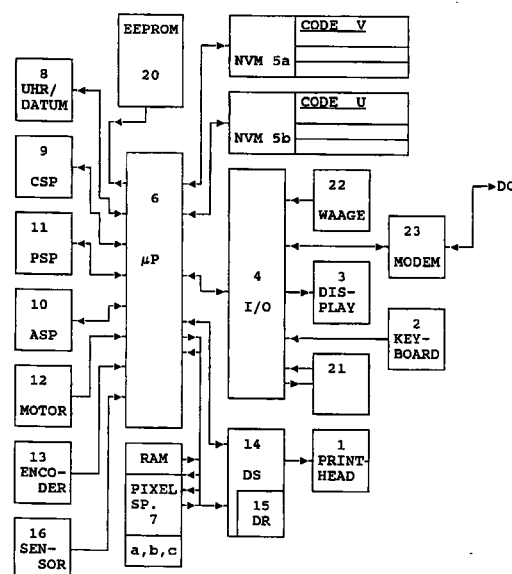 EEPROM
20
CODE V
NVM 5a
CODE U
NVM 5b
8
UHR/
DATUM
9
CSP
11
PSP
10
ASP
12
MOTOR
13
ENCO-
DER
16
SEN-
SOR
6
µP
4
I/O
22
WAAGE
23
MODEM
DC
3
DIS-
PLAY
2
KEY-
BOARD
21
RAM
PIXEL
SP.
7
a,b,c
14
DS
15
DR
1
PRINT-
HEAD